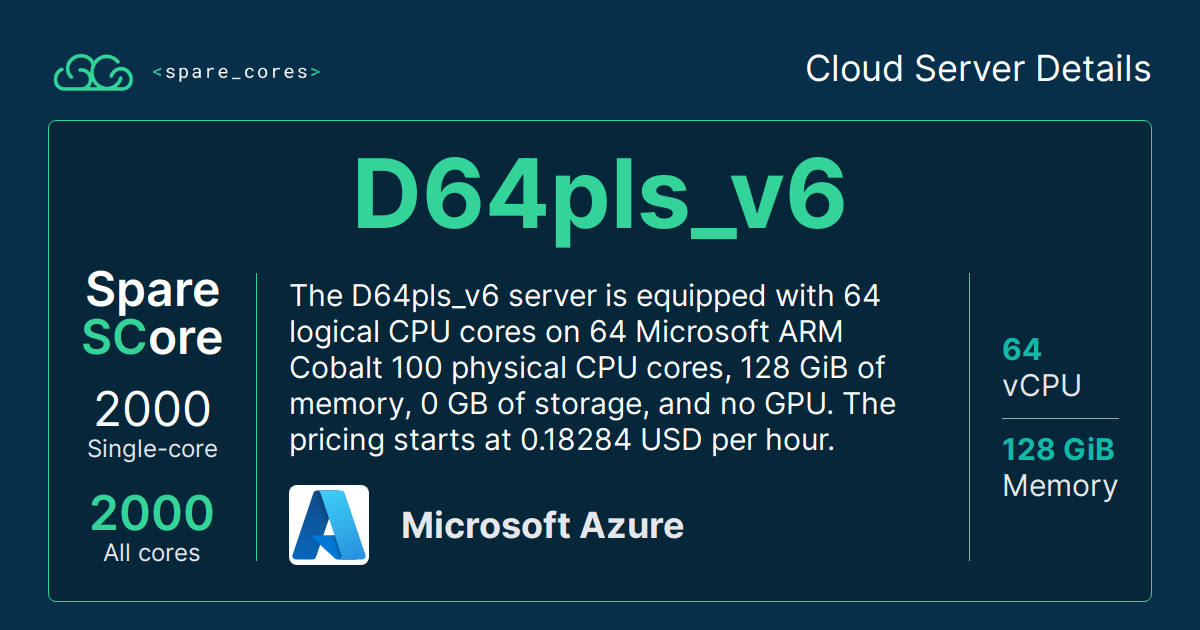 <spare_cores>
Cloud Server Details
D64pls_v6
Spare
SCore
2000
Single-core
2000
All cores
The D64pls_v6 server is equipped with 64
logical CPU cores on 64 Microsoft ARM
Cobalt 100 physical CPU cores, 128 GiB of
memory, 0 GB of storage, and no GPU. The
pricing starts at 0.18284 USD per hour.
Microsoft Azure
64
vCPU
128 GiB
Memory